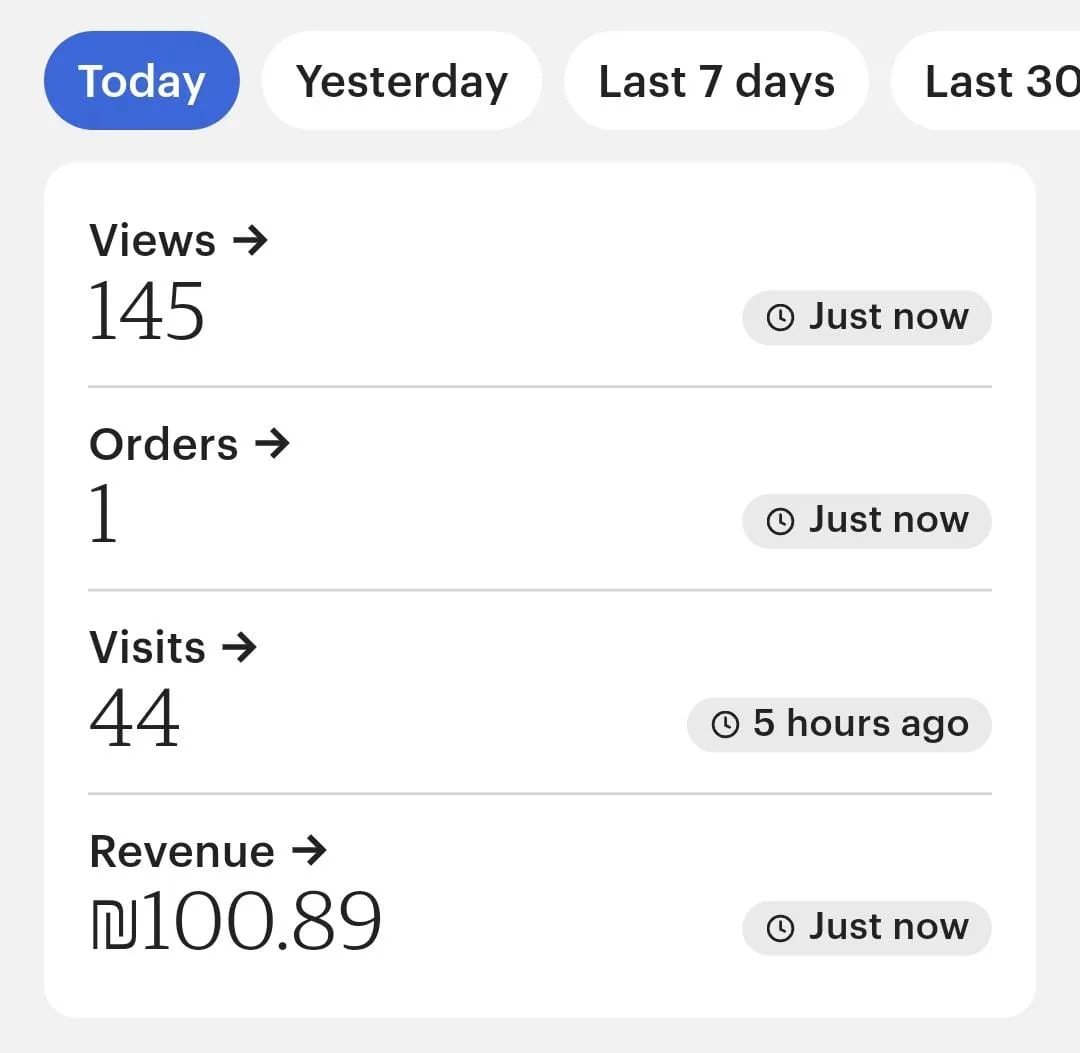 Today Yesterday Last 7 days Last 30
Views →
145 Just now
Orders →
1 Just now
Visits →
44 5 hours ago
Revenue →
₪100.89 Just now